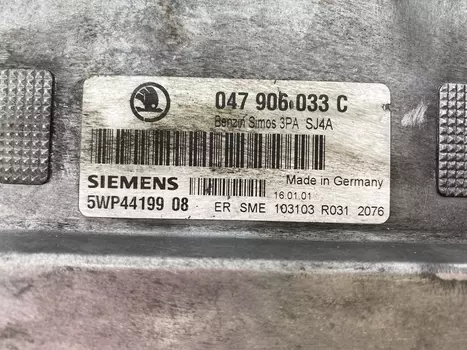 047 906 033 C
Benzin Simos 3PA SJ4A
SIEMENS Made in Germany
16.01.01
5WP44199 08 ER SME 103103 R031 2076